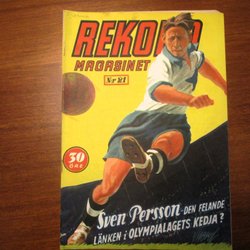 REKORD
MAGASINET
Nr 21
30
ÖRE
Sven Persson - DEN FELANDE
LÄNKEN i OLYMPIALAGETS KEDJA?